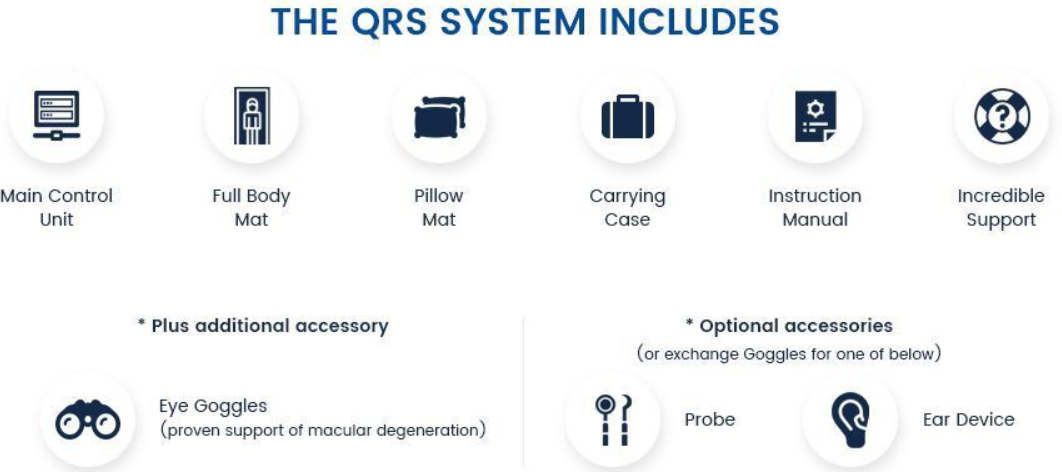 THE QRS SYSTEM INCLUDES
Main Control
Unit
Full Body
Mat
Pillow
Mat
Carrying
Case
Instruction
Manual
Incredible
Support
* Plus additional accessory
Eye Goggles
(proven support of macular degeneration)
* Optional accessories
(or exchange Goggles for one of below)
Probe
Ear Device